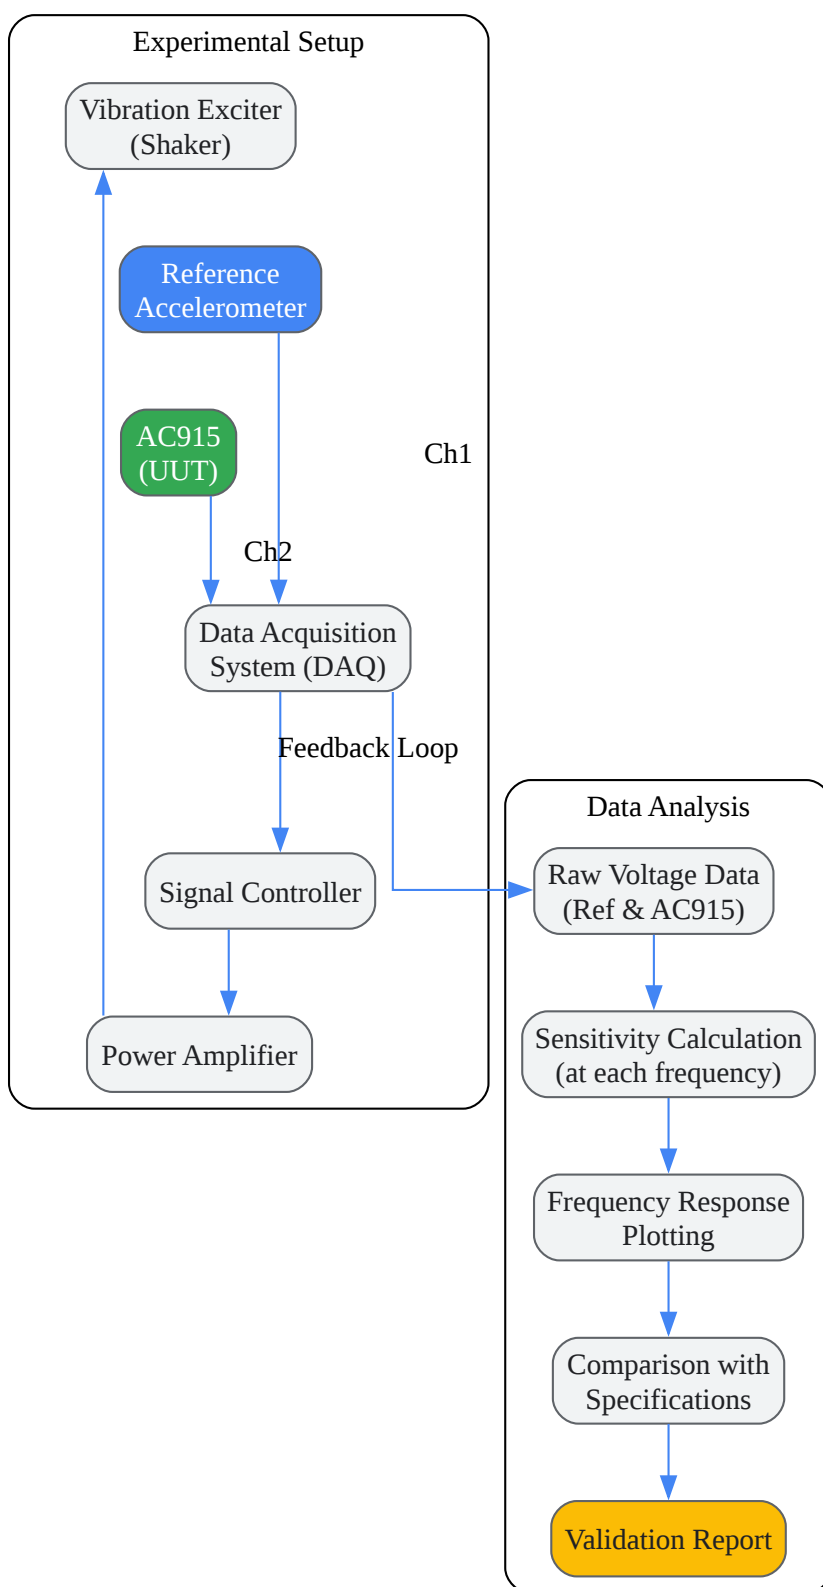 Experimental Setup
Vibration Exciter
(Shaker)
Reference
Accelerometer
AC915
(UUT)
Ch1
Ch2
Data Acquisition
System (DAQ)
Feedback Loop
Signal Controller
Power Amplifier
Data Analysis
Raw Voltage Data
(Ref & AC915)
Sensitivity Calculation
(at each frequency)
Frequency Response
Plotting
Comparison with
Specifications
Validation Report